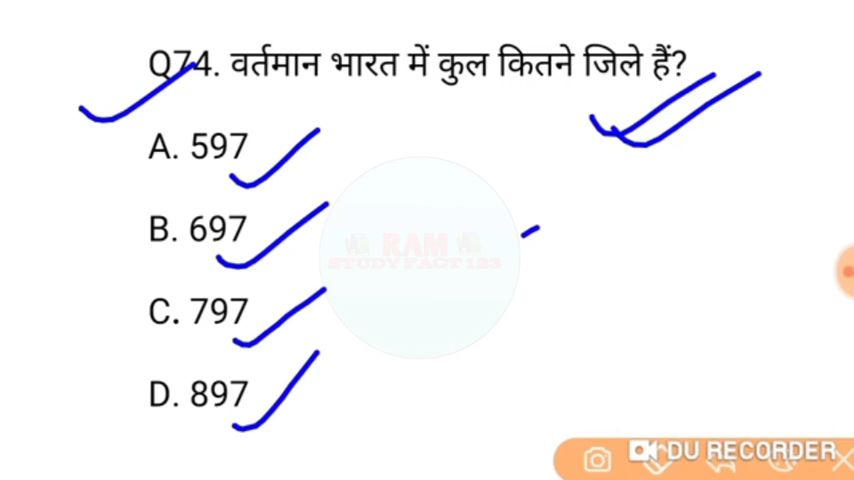 Q74. वर्तमान भारत में कुल कितने जिले हैं?
A. 597
B. 697
RAM
STUDY FACT 123
C. 797
D. 897
DU RECORDER